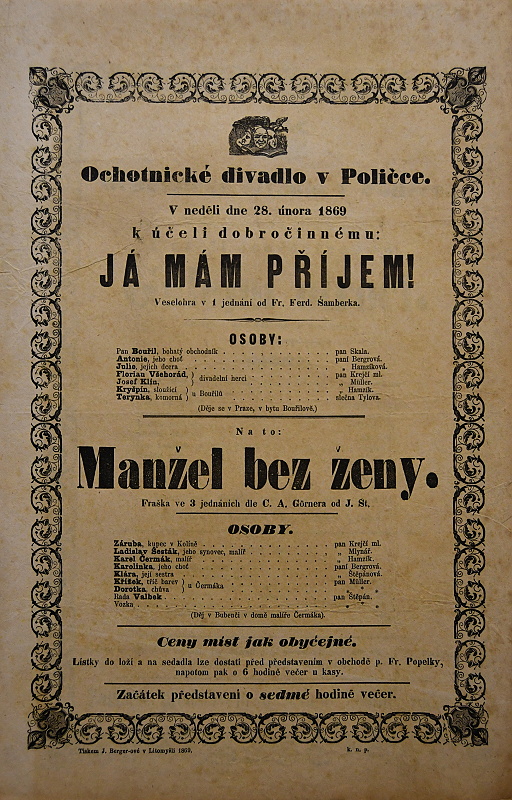 Ochotnické divadlo v Poličce.
V neděli dne 28. února 1869
k účeli dobročinnému:
JÁ MÁM PŘÍJEM!
Veselohra v 1 jednání od Fr. Ferd. Šamberka.
OSOBY:
Pan Bouřil, bohatý obchodník . . . pan Skala.
Antonie, jeho choť . . . paní Bergrová.
Julie, jejich dcera . . . „ Hamzíková.
Florian Všehorád, } divadelní herci . . . pan Krejčí ml.
Josef Klín, . . . „ Müller.
Kryšpín, sloužící } u Bouřilů . . . „ Hamzík.
Terynka, komorná . . . slečna Tylova.
(Děje se v Praze, v bytu Bouřilově.)
Na to:
Manžel bez ženy.
Fraška ve 3 jednáních dle C. A. Görnera od J. Št.
OSOBY.
Záruba, kupec v Kolíně . . . pan Krejčí ml.
Ladislav Šesták, jeho synovec, malíř . . . „ Mlynář.
Karel Čermák, malíř . . . „ Hamzík.
Karolinka, jeho choť . . . paní Bergrová.
Klára, její sestra . . . „ Štěpánová.
Křížek, tříč barev } u Čermáka . . . pan Müller.
Dorotka, chůva . . .
Rada Valbek . . . pan Štěpán.
Vozka . . . * * *
(Děj v Bubenči v domě malíře Čermáka).
Ceny míst jak obyčejné.
Lístky do loží a na sedadla lze dostati před představením v obchodě p. Fr. Popelky,
napotom pak o 6 hodině večer u kasy.
Začátek představení o sedmé hodině večer.
Tiskem J. Berger-ové v Litomyšli 1869. k. n. p.